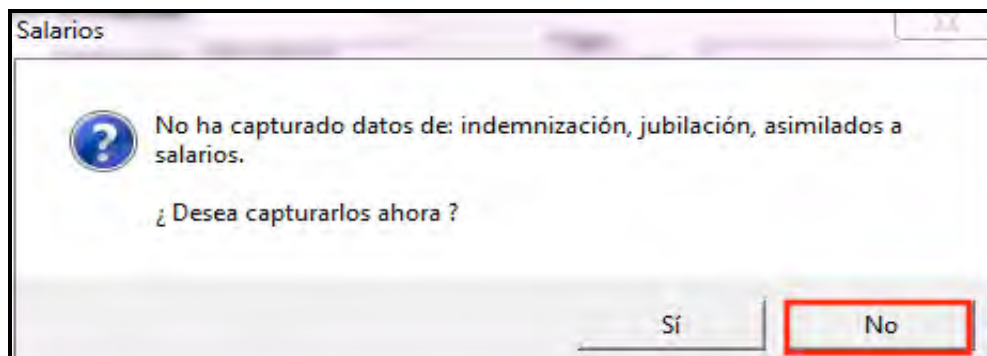 Salarios
No ha capturado datos de: indemnización, jubilación, asimilados a
salarios.
¿ Desea capturarlos ahora ?
Sí
No